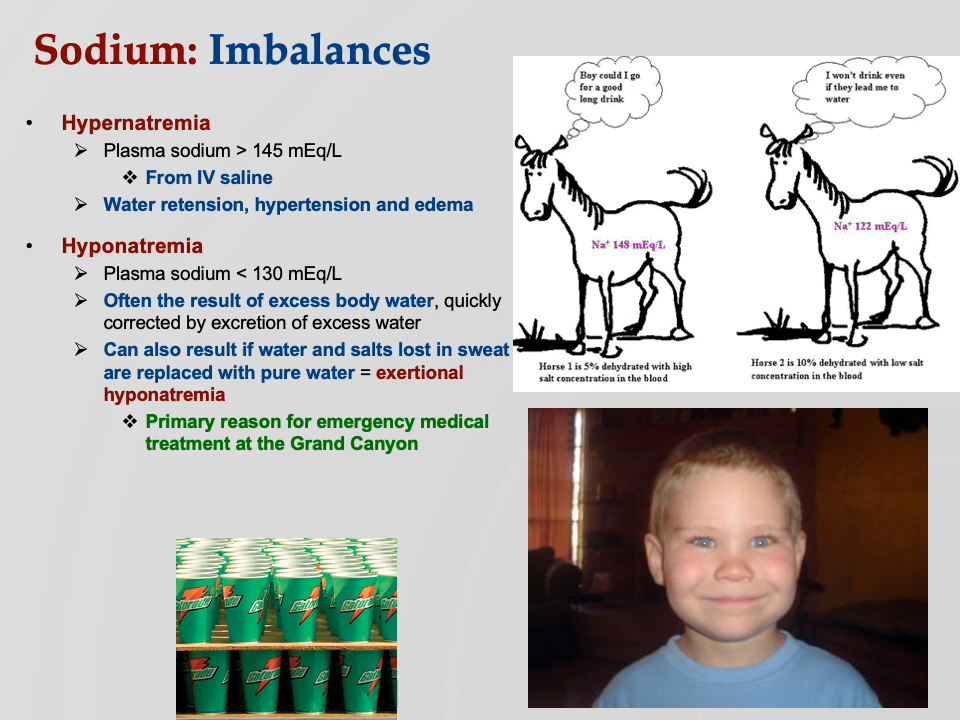 Sodium: Imbalances
• Hypernatremia
➢ Plasma sodium > 145 mEq/L
❖ From IV saline
➢ Water retension, hypertension and edema
• Hyponatremia
➢ Plasma sodium < 130 mEq/L
➢ Often the result of excess body water, quickly
corrected by excretion of excess water
➢ Can also result if water and salts lost in sweat
are replaced with pure water = exertional
hyponatremia
❖ Primary reason for emergency medical
treatment at the Grand Canyon
Boy could I go
for a good
long drink
Na⁺ 148 mEq/L
Horse 1 is 5% dehydrated with high
salt concentration in the blood
I won't drink even
if they lead me to
water
Na⁺ 122 mEq/L
Horse 2 is 10% dehydrated with low salt
concentration in the blood
Gatorade
Gatorade
Gatorade
Gatorade